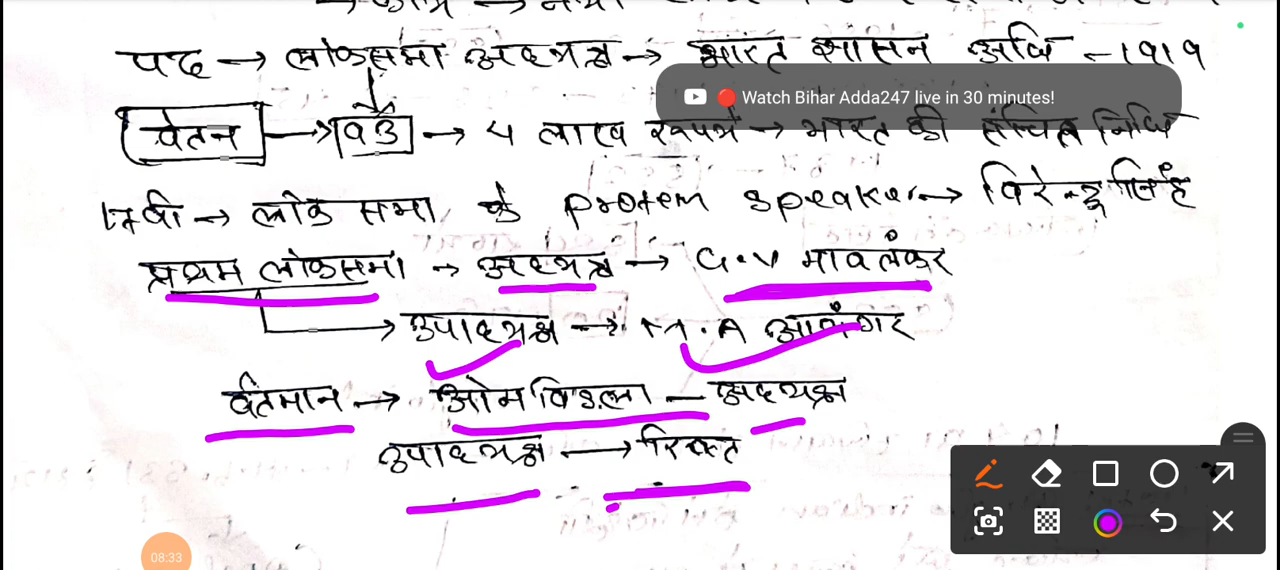 पद → लोकसभा अध्यक्ष → भारत शासन अधि - 1919
Watch Bihar Adda247 live in 30 minutes!
वेतन → 93 → 4 लाख रूपये → भारत की संचित निधि
17वी → लोक सभा के protem speaker → विरेन्द्र सिंह
प्रथम लोकसभा → अध्यक्ष → G.V मावलंकर
→ उपाध्यक्ष → M.A आयंगर
वर्तमान → ओम बिड़ला - अध्यक्ष
उपाध्यक्ष → रिक्त
08:33